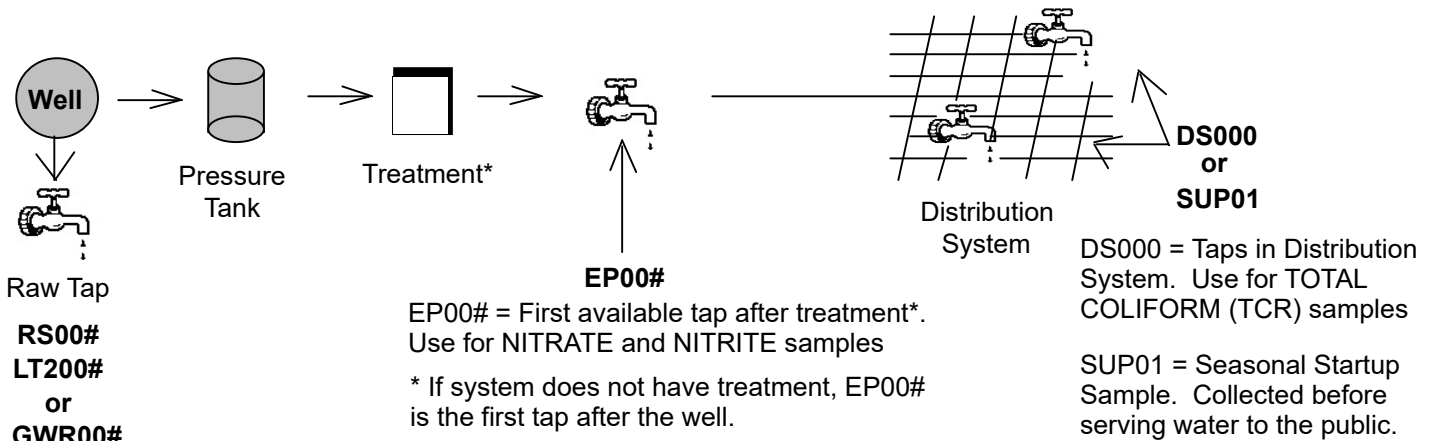 Well
Raw Tap
RS00#
LT200#
or
GWR00#
Pressure
Tank
Treatment*
EP00#
EP00# = First available tap after treatment*.
Use for NITRATE and NITRITE samples
* If system does not have treatment, EP00#
is the first tap after the well.
Distribution
System
DS000
or
SUP01
DS000 = Taps in Distribution
System.  Use for TOTAL
COLIFORM (TCR) samples
SUP01 = Seasonal Startup
Sample.  Collected before
serving water to the public.